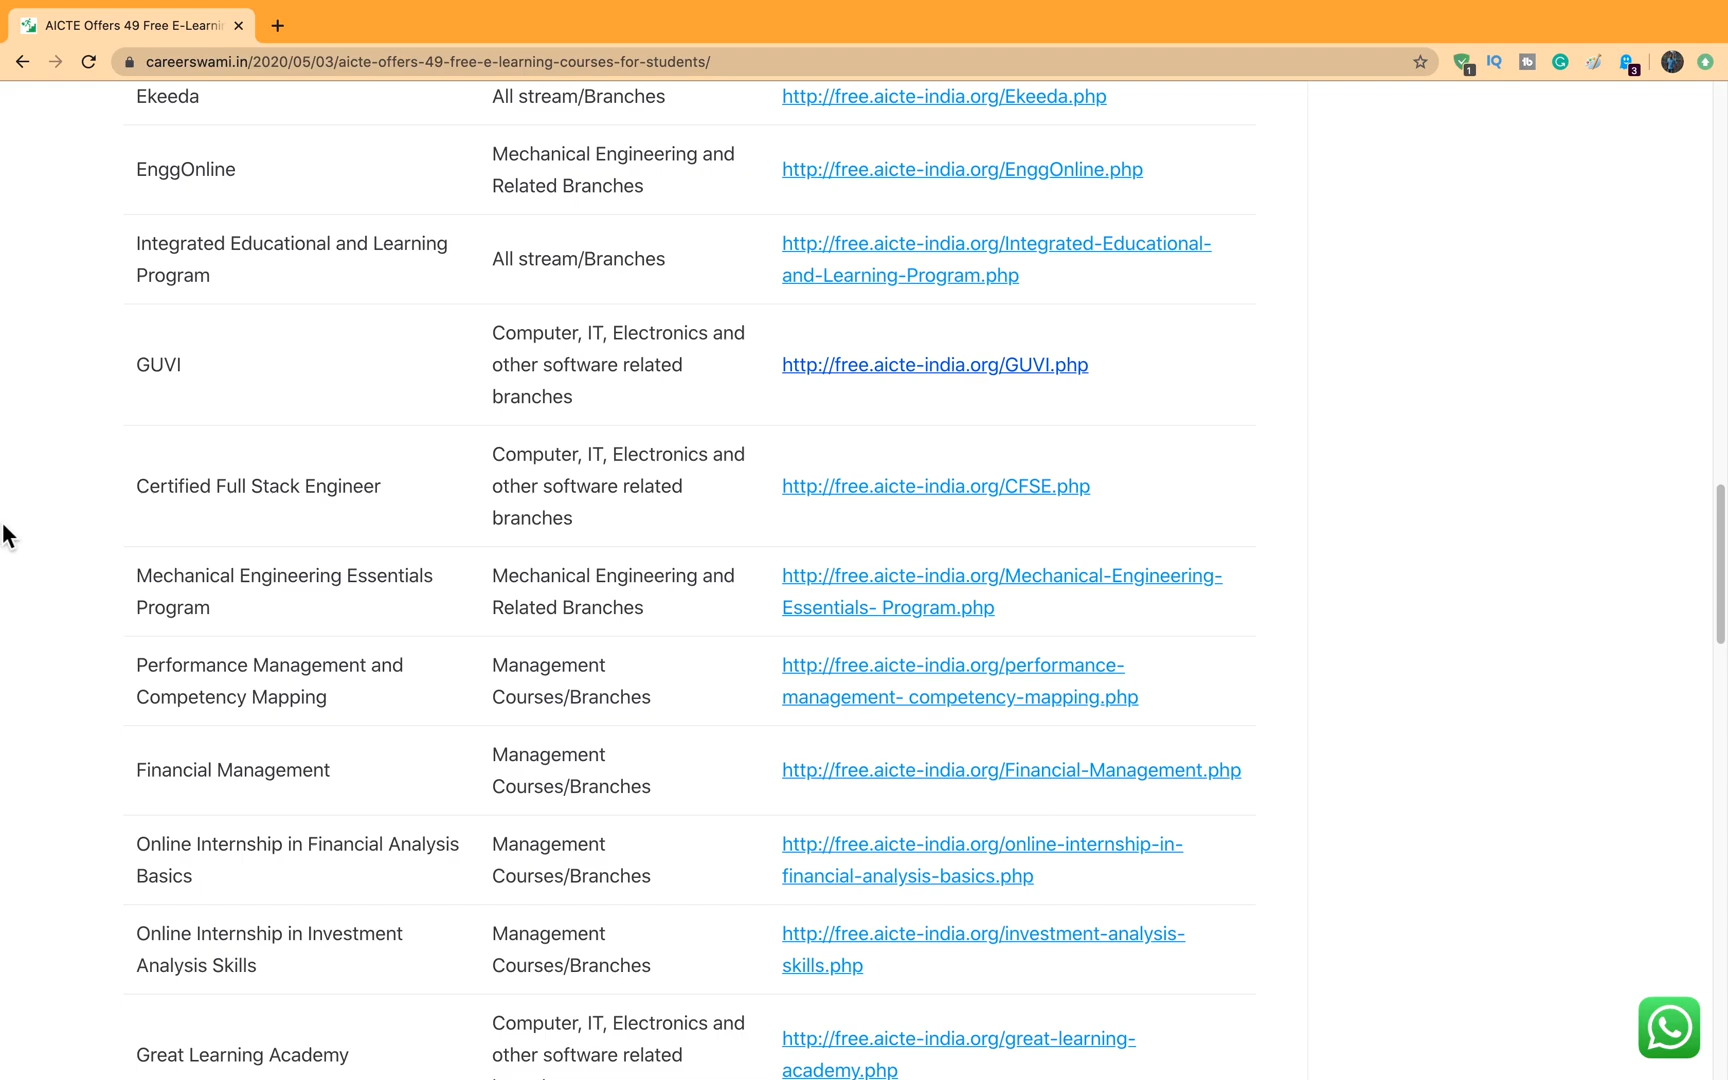 AICTE Offers 49 Free E-Learni
careerswami.in/2020/05/03/aicte-offers-49-free-e-learning-courses-for-students/
1
IQ
tb
3
Ekeeda
All stream/Branches
http://free.aicte-india.org/Ekeeda.php
EnggOnline
Mechanical Engineering and
Related Branches
http://free.aicte-india.org/EnggOnline.php
Integrated Educational and Learning
Program
All stream/Branches
http://free.aicte-india.org/Integrated-Educational-
and-Learning-Program.php
GUVI
Computer, IT, Electronics and
other software related
branches
http://free.aicte-india.org/GUVI.php
Certified Full Stack Engineer
Computer, IT, Electronics and
other software related
branches
http://free.aicte-india.org/CFSE.php
Mechanical Engineering Essentials
Program
Mechanical Engineering and
Related Branches
http://free.aicte-india.org/Mechanical-Engineering-
Essentials- Program.php
Performance Management and
Competency Mapping
Management
Courses/Branches
http://free.aicte-india.org/performance-
management- competency-mapping.php
Financial Management
Management
Courses/Branches
http://free.aicte-india.org/Financial-Management.php
Online Internship in Financial Analysis
Basics
Management
Courses/Branches
http://free.aicte-india.org/online-internship-in-
financial-analysis-basics.php
Online Internship in Investment
Analysis Skills
Management
Courses/Branches
http://free.aicte-india.org/investment-analysis-
skills.php
Great Learning Academy
Computer, IT, Electronics and
other software related
http://free.aicte-india.org/great-learning-
academy.php